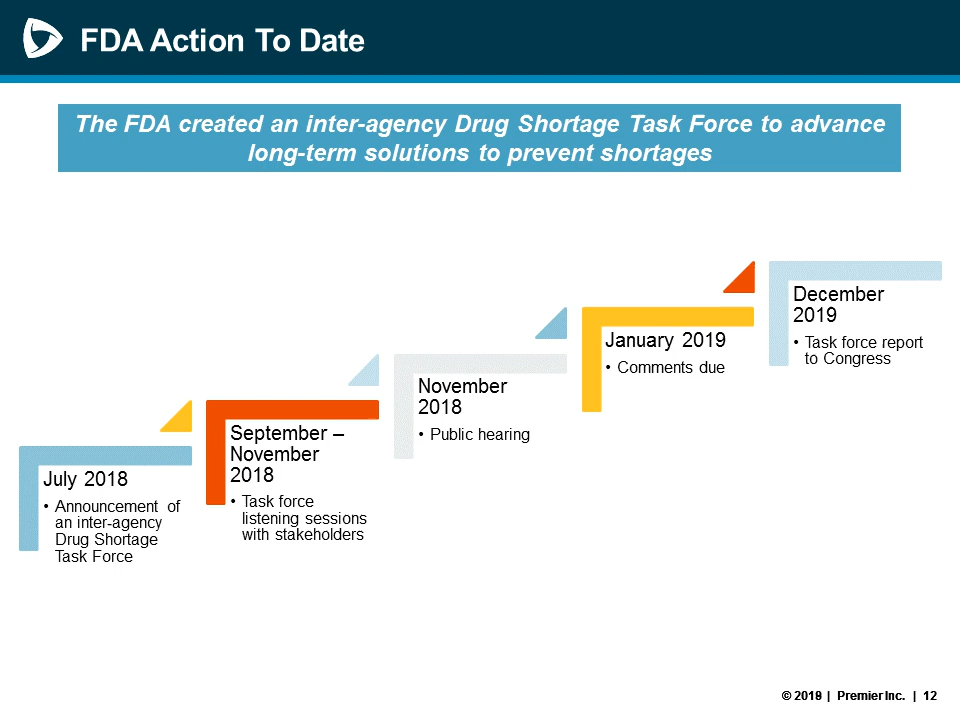 FDA Action To Date
The FDA created an inter-agency Drug Shortage Task Force to advance
long-term solutions to prevent shortages
July 2018
• Announcement of
an inter-agency
Drug Shortage
Task Force
September –
November
2018
• Task force
listening sessions
with stakeholders
November
2018
• Public hearing
January 2019
• Comments due
December
2019
• Task force report
to Congress
© 2019 | Premier Inc. | 12